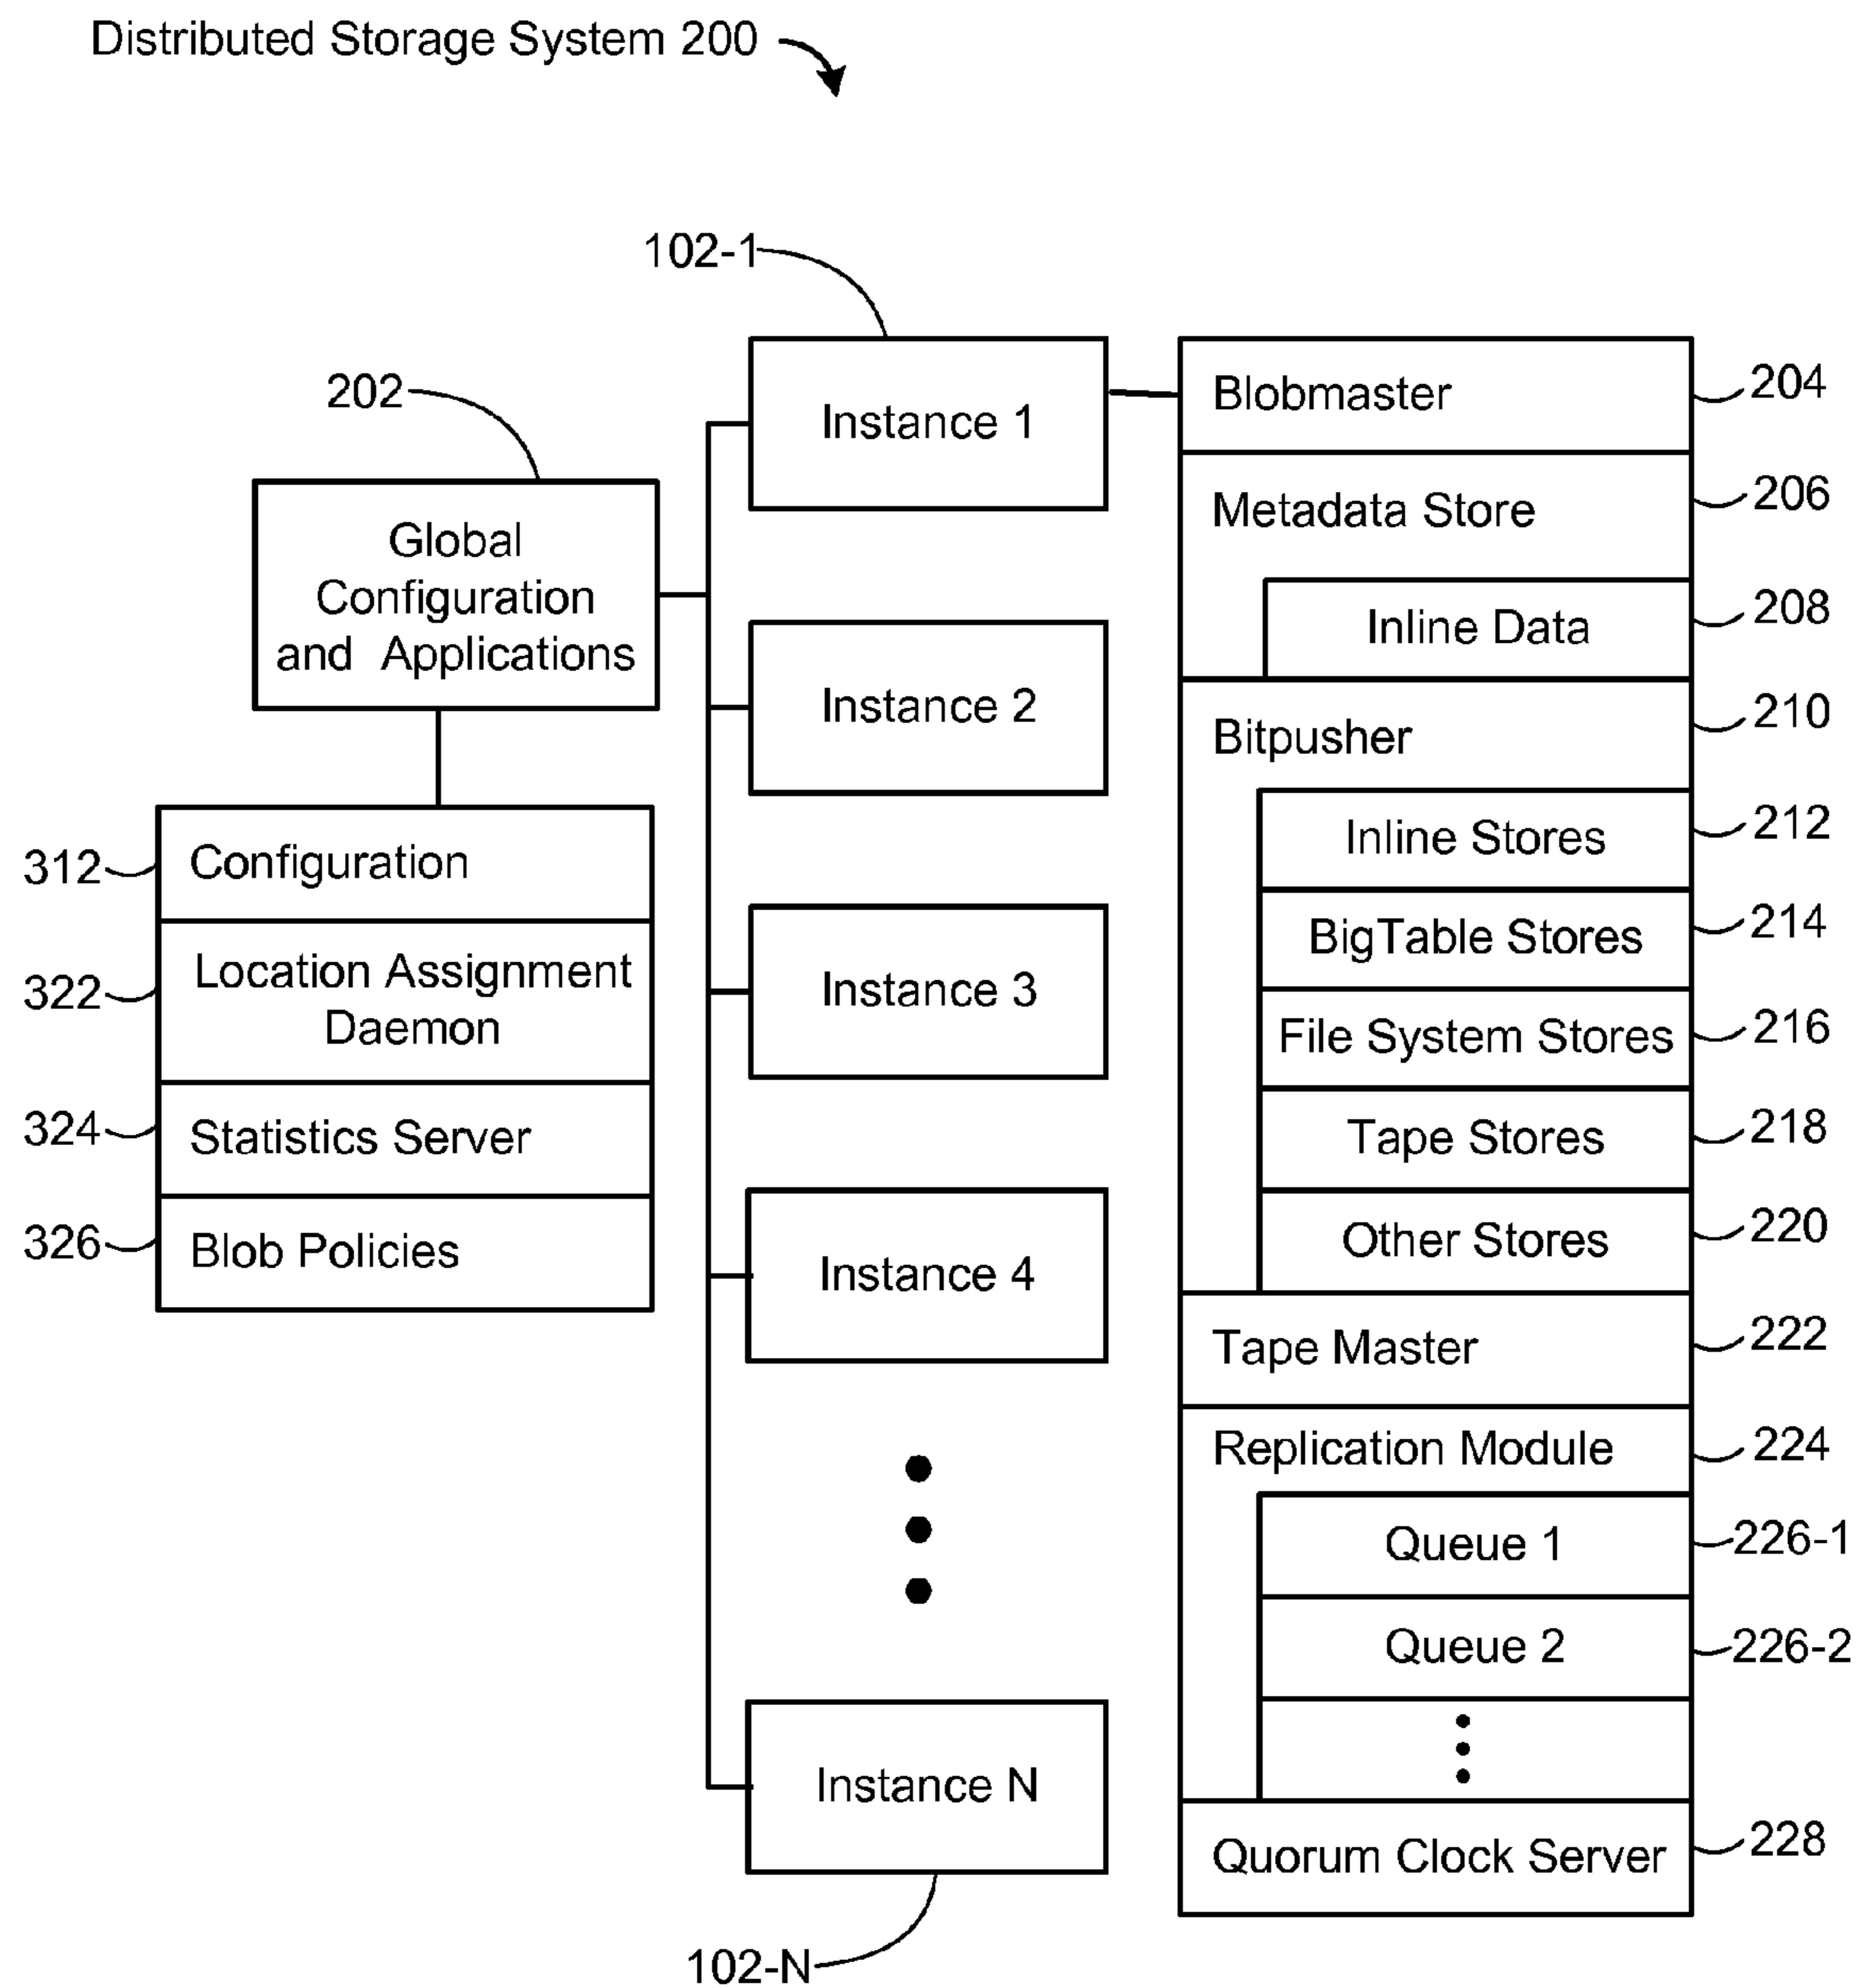 Distributed Storage System 200
102-1
202
Global
Configuration
and Applications
312
Configuration
322
Location Assignment
Daemon
324
Statistics Server
326
Blob Policies
Instance 1
Instance 2
Instance 3
Instance 4
Instance N
102-N
Blobmaster
204
Metadata Store
206
Inline Data
208
Bitpusher
210
Inline Stores
212
BigTable Stores
214
File System Stores
216
Tape Stores
218
Other Stores
220
Tape Master
222
Replication Module
224
Queue 1
226-1
Queue 2
226-2
Quorum Clock Server
228